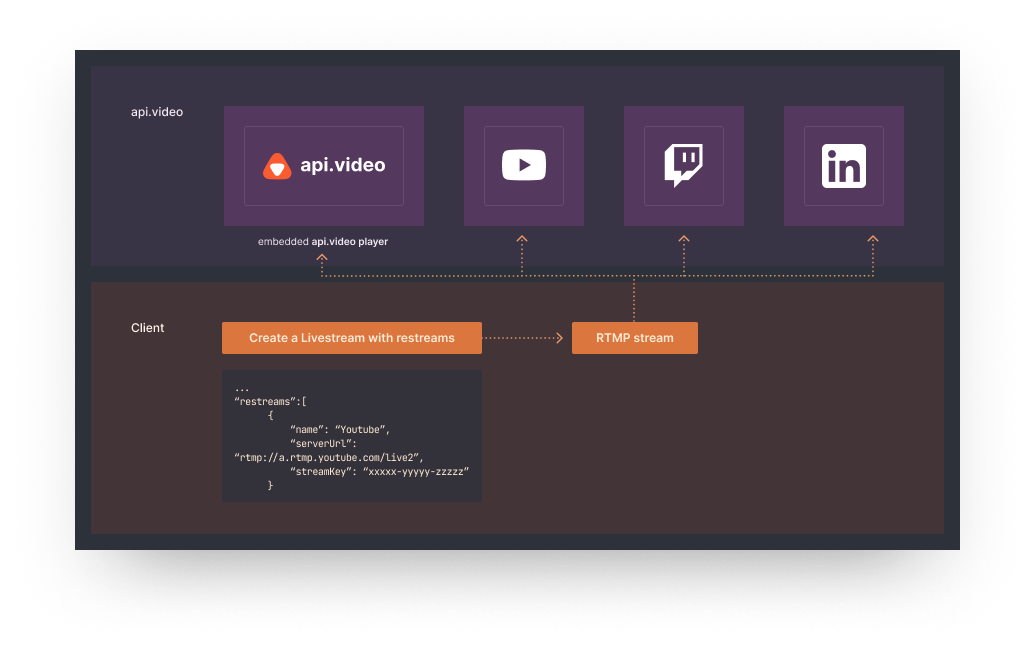 api.video
api.video
in
embedded api.video player
Client
Create a Livestream with restreams
RTMP stream
...
“restreams”:[
{
“name”: “Youtube”,
“serverUrl”:
“rtmp://a.rtmp.youtube.com/live2”,
“streamKey”: “xxxxx-yyyyy-zzzzz”
}